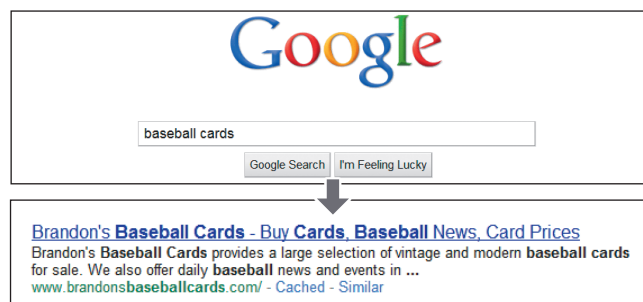 Google
baseball cards
Google Search I'm Feeling Lucky
Brandon's Baseball Cards - Buy Cards, Baseball News, Card Prices
Brandon's Baseball Cards provides a large selection of vintage and modern baseball cards
for sale. We also offer daily baseball news and events in ...
www.brandonsbaseballcards.com/ - Cached - Similar